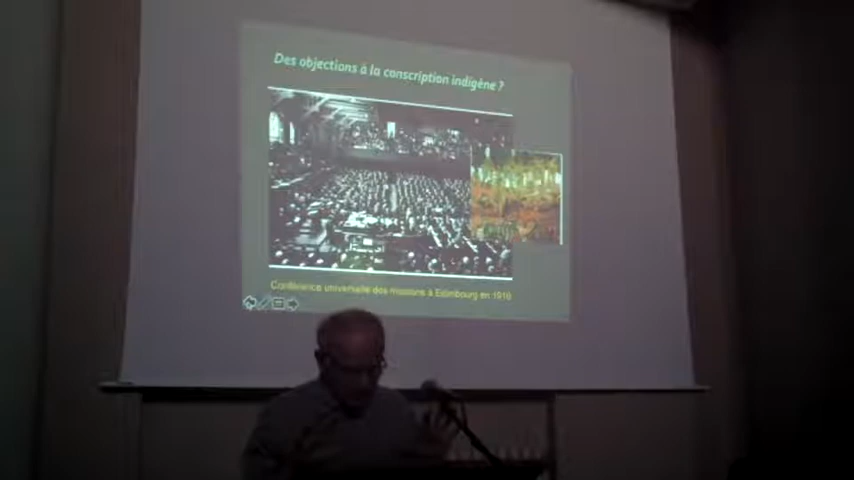 Des objections à la conscription indigène ?
Conférence universelle des missions à Edimbourg en 1910